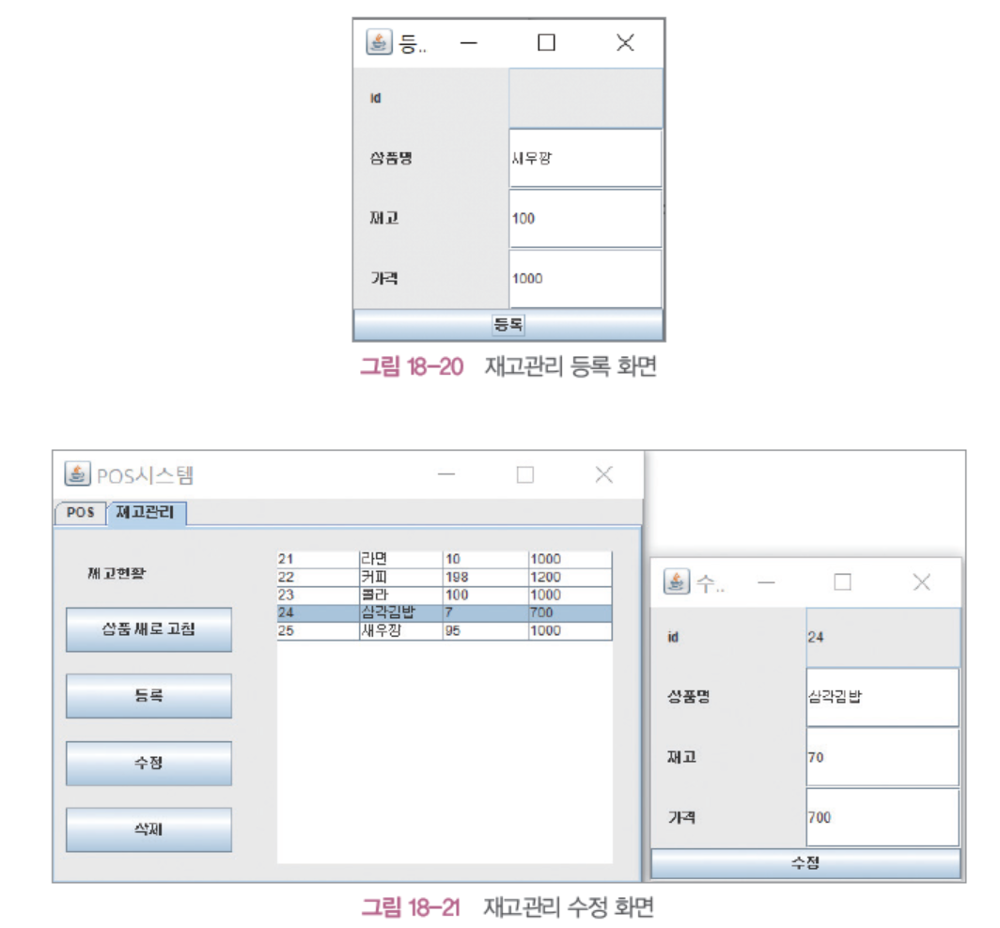 등..
id
상품명 새우깡
재고 100
가격 1000
등록
그림 18-20 재고관리 등록 화면
POS시스템
POS 재고관리
재고현황
상품 새로 고침
등록
수정
삭제
21 라면 10 1000
22 커피 198 1200
23 콜라 100 1000
24 삼각김밥 7 700
25 새우깡 95 1000
수..
id 24
상품명 삼각김밥
재고 70
가격 700
수정
그림 18-21 재고관리 수정 화면